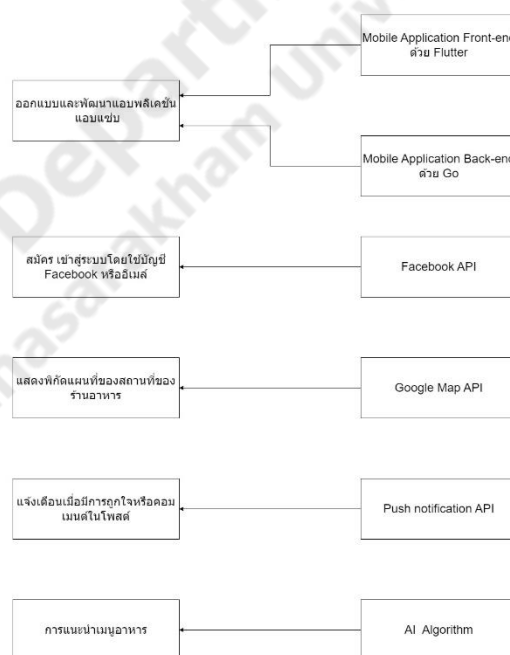 Mobile Application Front-end
ด้วย Flutter
ออกแบบและพัฒนาแอบพลิเคชัน
แอบแซ่บ
Mobile Application Back-end
ด้วย Go
สมัคร เข้าสู่ระบบโดยใช้บัญชี
Facebook หรืออีเมล์
Facebook API
แสดงพิกัดแผนที่ของสถานที่ของ
ร้านอาหาร
Google Map API
แจ้งเตือนเมื่อมีการถูกใจหรือคอม
เมนต์ในโพสต์
Push notification API
การแนะนำเมนูอาหาร
AI Algorithm